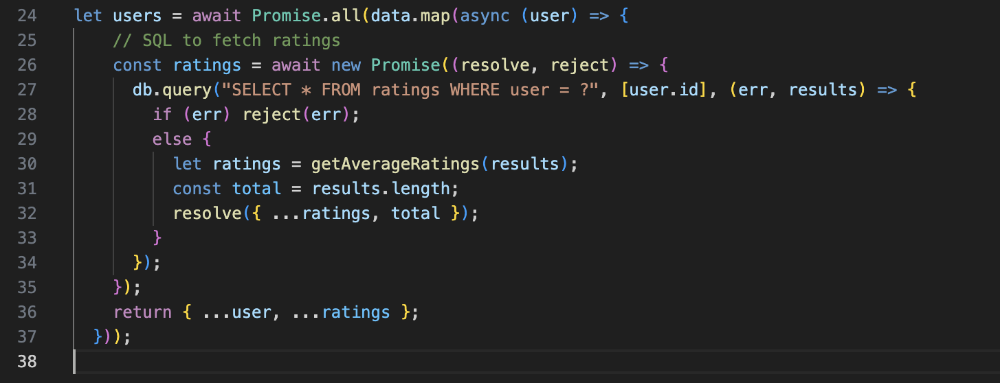 24 let users = await Promise.all(data.map(async (user) => {
25 // SQL to fetch ratings
26 const ratings = await new Promise((resolve, reject) => {
27 db.query("SELECT * FROM ratings WHERE user = ?", [user.id], (err, results) => {
28 if (err) reject(err);
29 else {
30 let ratings = getAverageRatings(results);
31 const total = results.length;
32 resolve({ ...ratings, total });
33 }
34 });
35 });
36 return { ...user, ...ratings };
37 }));
38